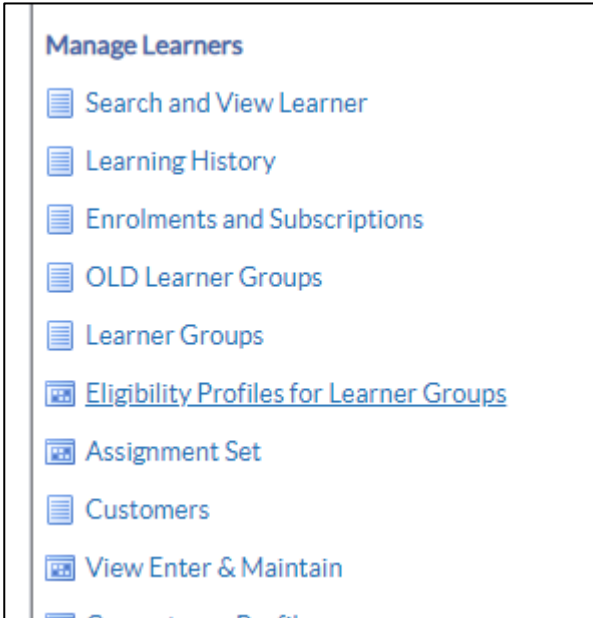 Manage Learners
Search and View Learner
Learning History
Enrolments and Subscriptions
OLD Learner Groups
Learner Groups
Eligibility Profiles for Learner Groups
Assignment Set
Customers
View Enter & Maintain